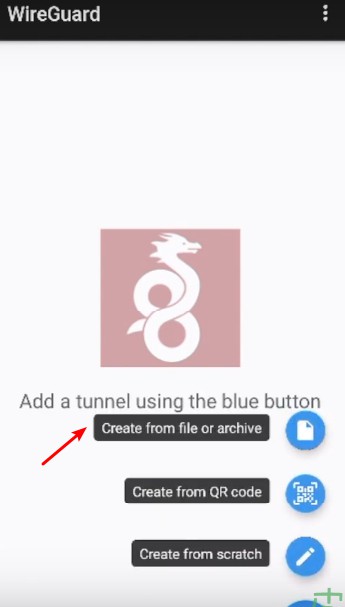 WireGuard
Add a tunnel using the blue button
Create from file or archive
Create from QR code
Create from scratch